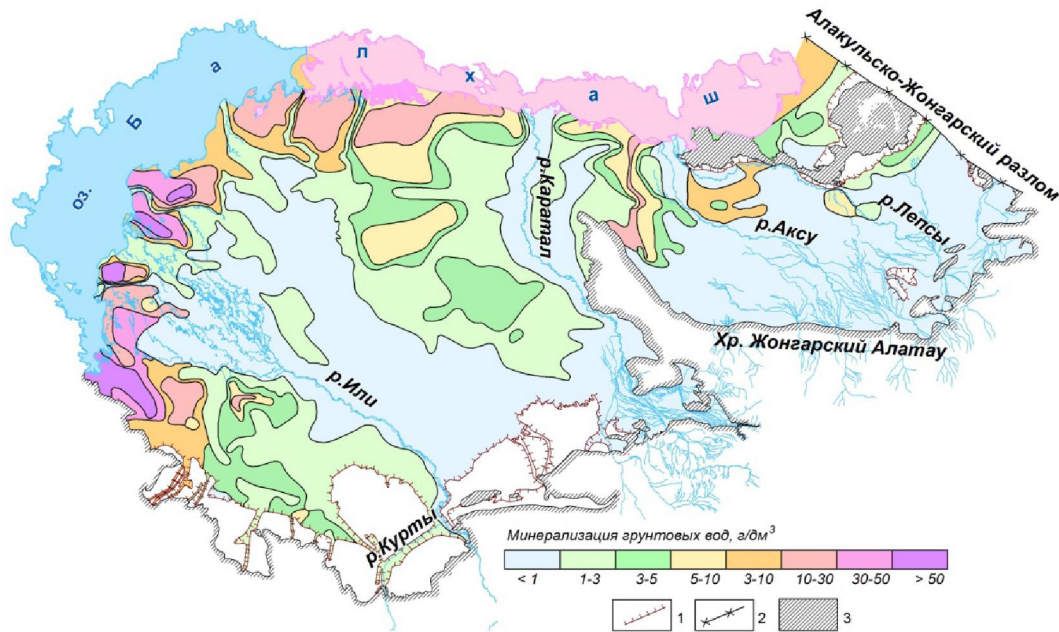 оз. Б а л х а ш
Алакульско-Жонгарский разлом
р.Каратал
р.Лепсы
р.Аксу
Хр. Жонгарский Алатау
р.Или
р.Курты
Минерализация грунтовых вод, г/дм³
< 1 1-3 3-5 5-10 3-10 10-30 30-50 > 50
1 2 3